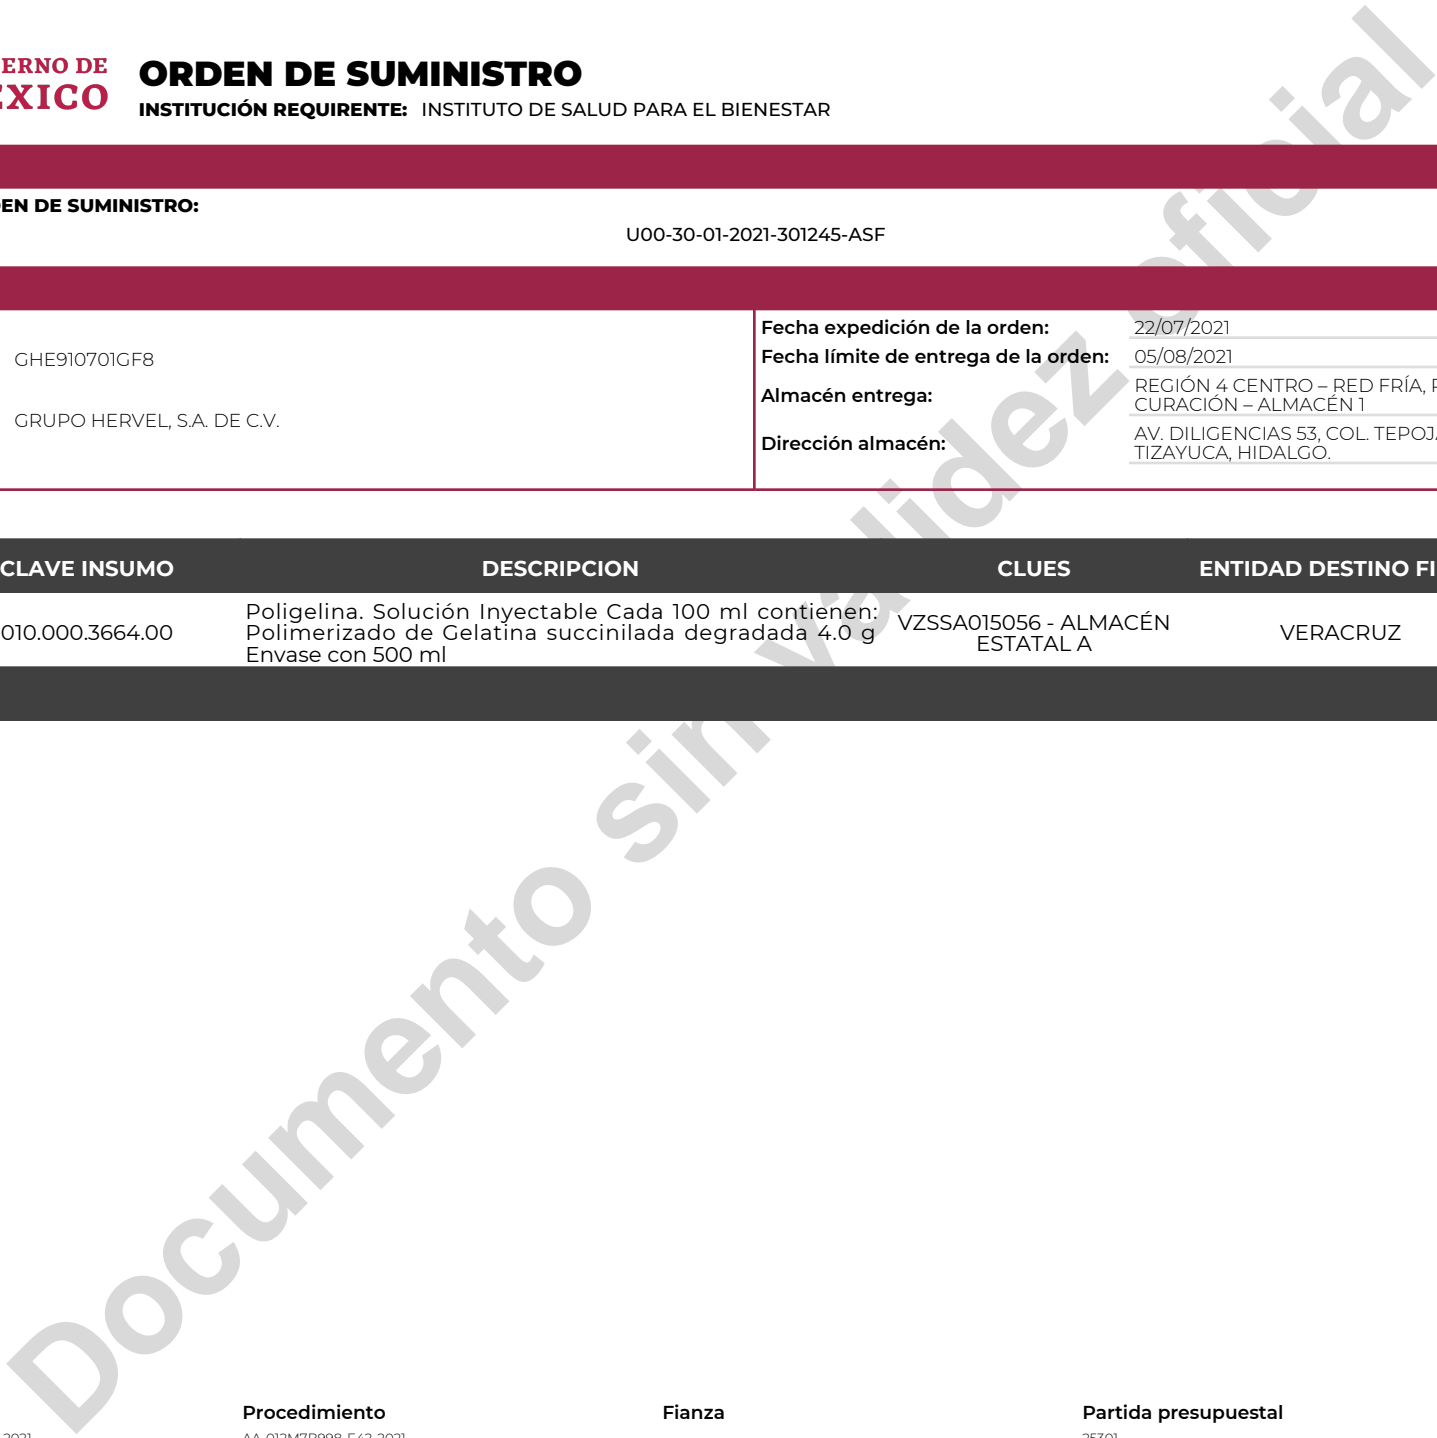 ERNO DE
ÉXICO
ORDEN DE SUMINISTRO
INSTITUCIÓN REQUIRENTE: INSTITUTO DE SALUD PARA EL BIENESTAR
EN DE SUMINISTRO:
U00-30-01-2021-301245-ASF
GHE910701GF8
GRUPO HERVEL, S.A. DE C.V.
Fecha expedición de la orden: 22/07/2021
Fecha límite de entrega de la orden: 05/08/2021
Almacén entrega: REGIÓN 4 CENTRO – RED FRÍA,
CURACIÓN – ALMACÉN 1
Dirección almacén: AV. DILIGENCIAS 53, COL. TEPOJ
TIZAYUCA, HIDALGO.
CLAVE INSUMO DESCRIPCION CLUES ENTIDAD DESTINO FI
010.000.3664.00
Poligelina. Solución Inyectable Cada 100 ml contienen:
Polimerizado de Gelatina succinilada degradada 4.0 g
Envase con 500 ml
VZSSA015056 - ALMACÉN
ESTATAL A
VERACRUZ
Documento sin validez oficial
Procedimiento Fianza Partida presupuestal